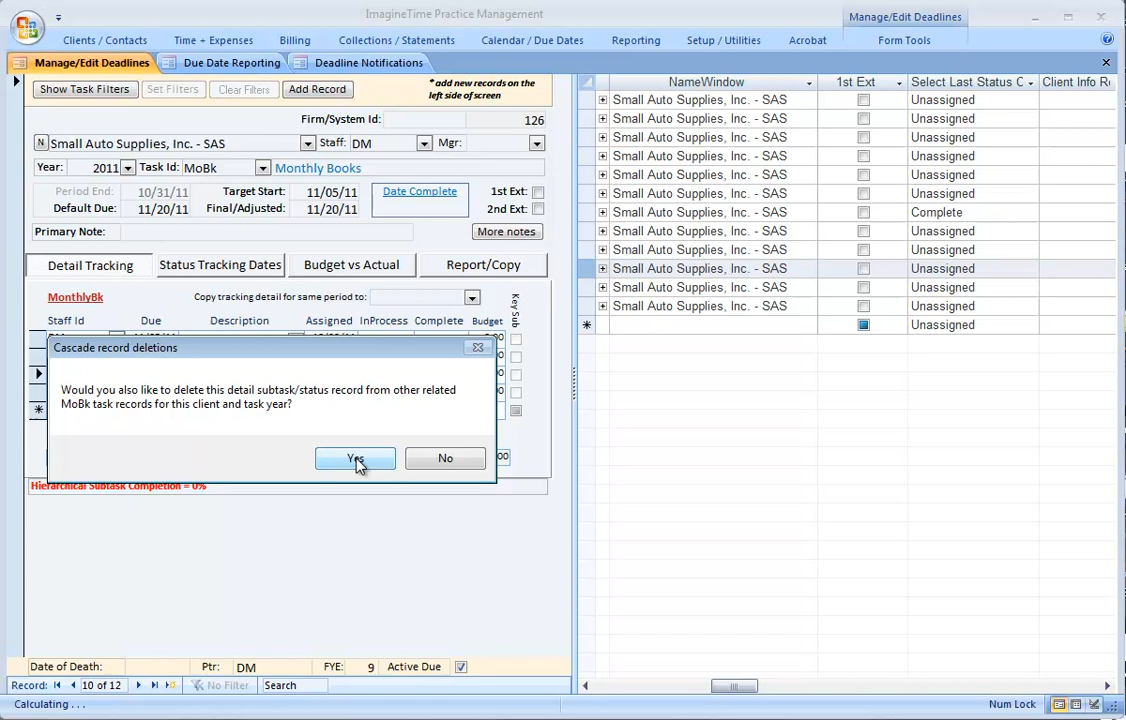 ImagineTime Practice Management
Manage/Edit Deadlines
Clients / Contacts Time + Expenses Billing Collections / Statements Calendar / Due Dates Reporting Setup / Utilities Acrobat Form Tools
Manage/Edit Deadlines Due Date Reporting Deadline Notifications
Show Task Filters Set Filters Clear Filters Add Record * add new records on the left side of screen
Firm/System Id: 126
N Small Auto Supplies, Inc. - SAS Staff: DM Mgr:
Year: 2011 Task Id: MoBk Monthly Books
Period End: 10/31/11 Target Start: 11/05/11 Date Complete 1st Ext:
Default Due: 11/20/11 Final/Adjusted: 11/20/11 2nd Ext:
Primary Note: More notes
Detail Tracking Status Tracking Dates Budget vs Actual Report/Copy
MonthlyBk Copy tracking detail for same period to: Key Sub
Staff Id Due Description Assigned InProcess Complete Budget
Cascade record deletions
Would you also like to delete this detail subtask/status record from other related
MoBk task records for this client and task year?
Yes No
Hierarchical Subtask Completion = 0%
Date of Death: Ptr: DM FYE: 9 Active Due
Record: 10 of 12 No Filter Search
Calculating . . . Num Lock
NameWindow 1st Ext Select Last Status C Client Info Re
Small Auto Supplies, Inc. - SAS Unassigned
Small Auto Supplies, Inc. - SAS Unassigned
Small Auto Supplies, Inc. - SAS Unassigned
Small Auto Supplies, Inc. - SAS Unassigned
Small Auto Supplies, Inc. - SAS Unassigned
Small Auto Supplies, Inc. - SAS Unassigned
Small Auto Supplies, Inc. - SAS Complete
Small Auto Supplies, Inc. - SAS Unassigned
Small Auto Supplies, Inc. - SAS Unassigned
Small Auto Supplies, Inc. - SAS Unassigned
Small Auto Supplies, Inc. - SAS Unassigned
Small Auto Supplies, Inc. - SAS Unassigned
Unassigned